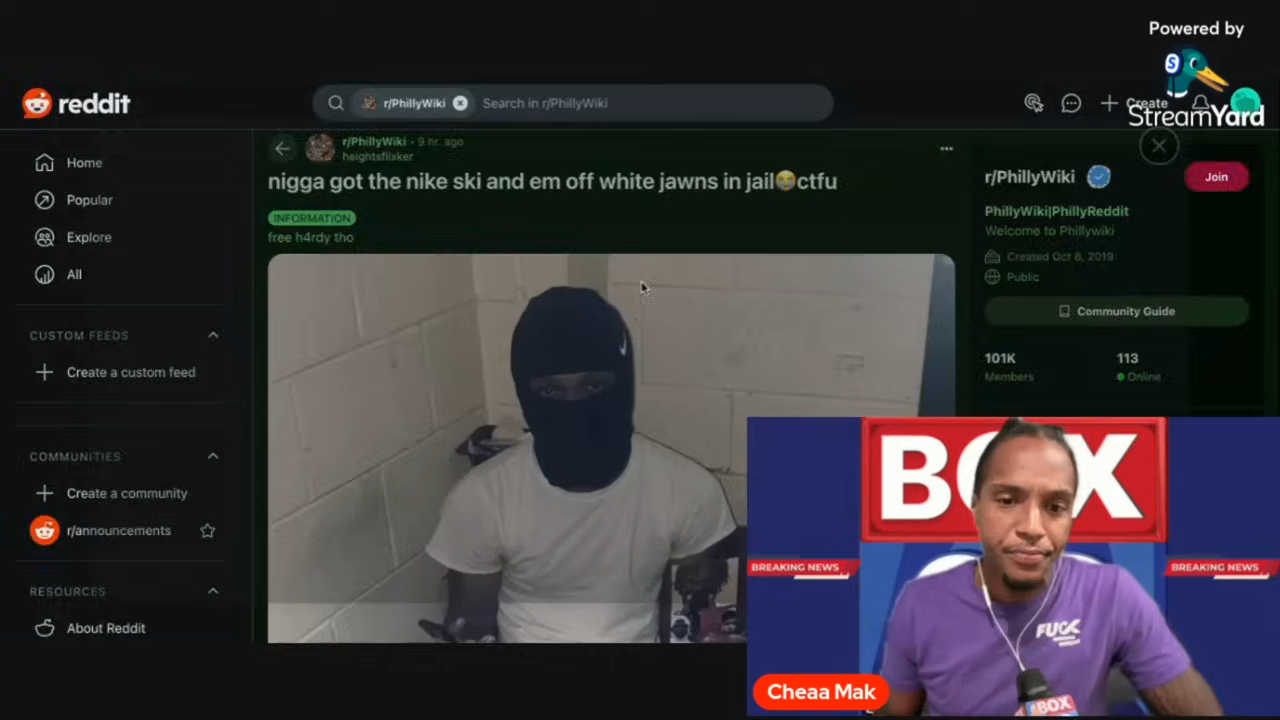 Powered by
StreamYard
reddit
r/PhillyWiki
Search in r/PhillyWiki
Create
Home
Popular
Explore
All
CUSTOM FEEDS
Create a custom feed
COMMUNITIES
Create a community
r/announcements
RESOURCES
About Reddit
r/PhillyWiki • 9 hr. ago
heightsflixker
nigga got the nike ski and em off white jawns in jail😭ctfu
INFORMATION
free h4rdy tho
r/PhillyWiki
Join
PhillyWiki|PhillyReddit
Welcome to Phillywiki
Created Oct 6, 2019
Public
Community Guide
101K
113
Members
Online
BOX
BREAKING NEWS
BREAKING NEWS
FUCK
BOX
Cheaa Mak